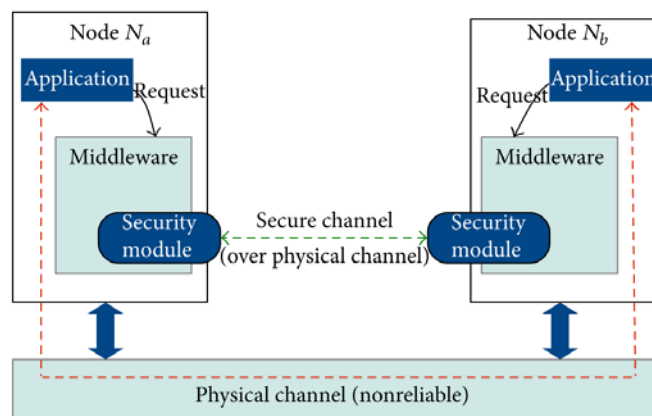 Node Na
Node Nb
Application
Application
Request
Request
Middleware
Middleware
Secure channel
(over physical channel)
Security
module
Security
module
Physical channel (nonreliable)